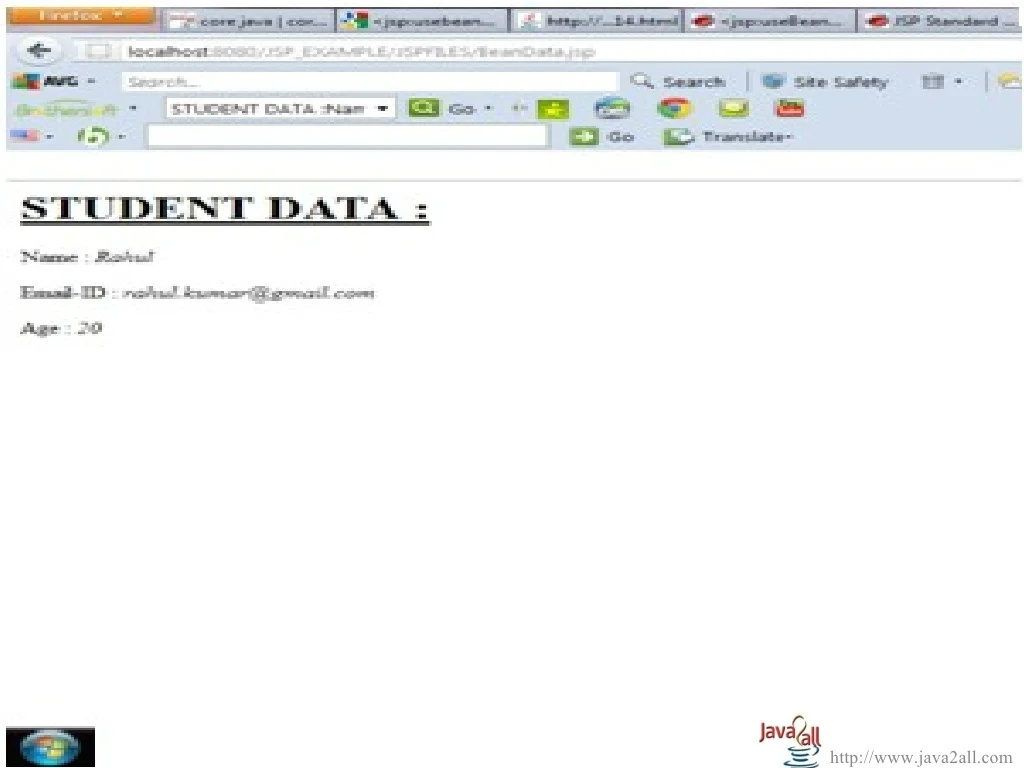 Firefox
core java | cor...
<jsp:usebean...
http://...14.html
<jsp:useBean...
JSP Standard ...
localhost:8080/JSP_EXAMPLE/JSPFILES/BeanData.jsp
AVG Search... Search Site Safety
STUDENT DATA :Nam Go
Go Translate
STUDENT DATA :
Name : Rahul
Email-ID : rahul.kumar@gmail.com
Age : 20
Java2all
http://www.java2all.com